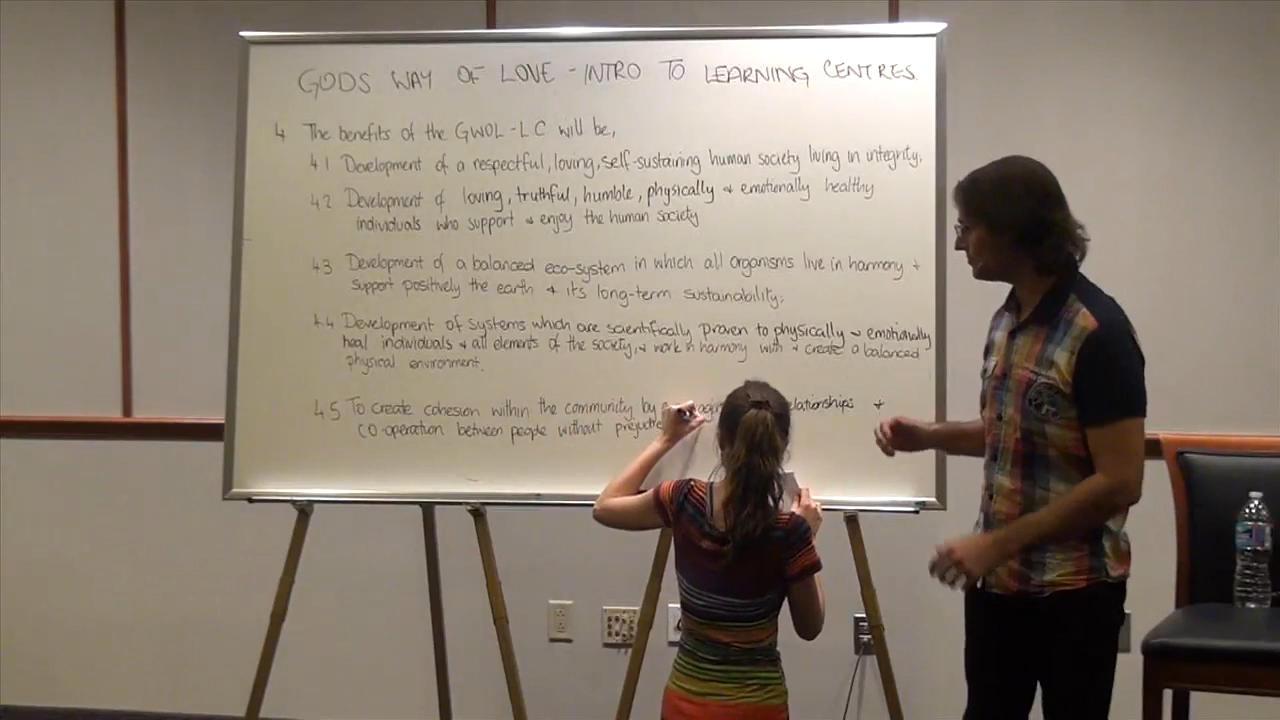 GODS WAY OF LOVE - INTRO TO LEARNING CENTRES
4 The benefits of the GWOL-LC will be,
4.1 Development of a respectful, loving, self-sustaining human society living in integrity,
4.2 Development of loving, truthful, humble, physically + emotionally healthy
individuals who support + enjoy the human society
4.3 Development of a balanced eco-system in which all organisms live in harmony +
support positively the earth + its long-term sustainability;
4.4 Development of systems which are scientifically proven to physically + emotionally
heal individuals + all elements of the society, + work in harmony with + create a balanced
physical environment.
4.5 To create cohesion within the community by +
co-operation between people without